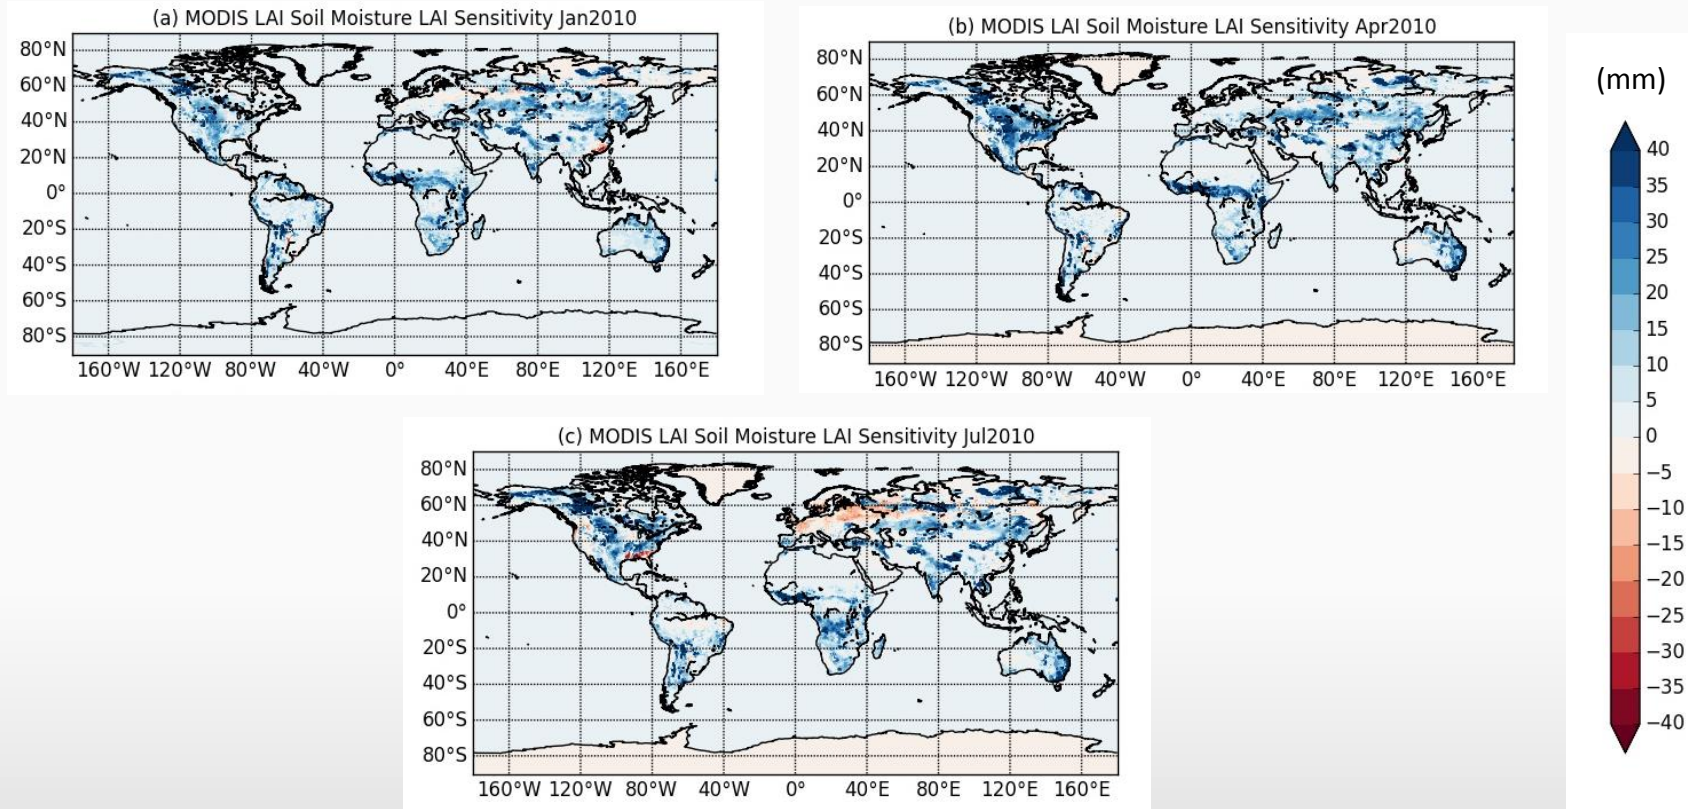 (a) MODIS LAI Soil Moisture LAI Sensitivity Jan2010
80°N
60°N
40°N
20°N
0°
20°S
40°S
60°S
80°S
160°W 120°W 80°W 40°W 0° 40°E 80°E 120°E 160°E
(b) MODIS LAI Soil Moisture LAI Sensitivity Apr2010
80°N
60°N
40°N
20°N
0°
20°S
40°S
60°S
80°S
160°W 120°W 80°W 40°W 0° 40°E 80°E 120°E 160°E
(c) MODIS LAI Soil Moisture LAI Sensitivity Jul2010
80°N
60°N
40°N
20°N
0°
20°S
40°S
60°S
80°S
160°W 120°W 80°W 40°W 0° 40°E 80°E 120°E 160°E
(mm)
40
35
30
25
20
15
10
5
0
−5
−10
−15
−20
−25
−30
−35
−40